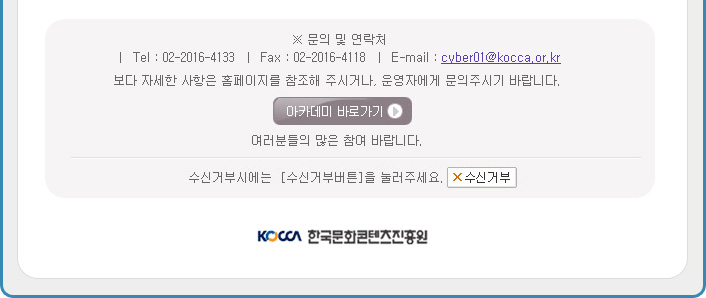 ※ 문의 및 연락처
| Tel : 02-2016-4133 | Fax : 02-2016-4118 | E-mail : cyber01@kocca.or.kr
보다 자세한 사항은 홈페이지를 참조해 주시거나, 운영자에게 문의주시기 바랍니다.
아카데미 바로가기
여러분들의 많은 참여 바랍니다.
수신거부시에는 [수신거부버튼]을 눌러주세요. ×수신거부
KOCCA 한국문화콘텐츠진흥원